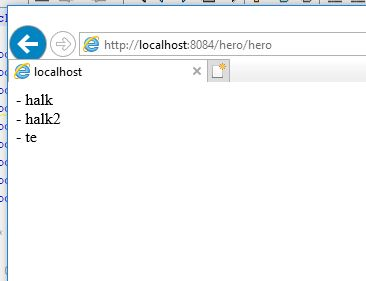 http://localhost:8084/hero/hero
localhost
- halk
- halk2
- te